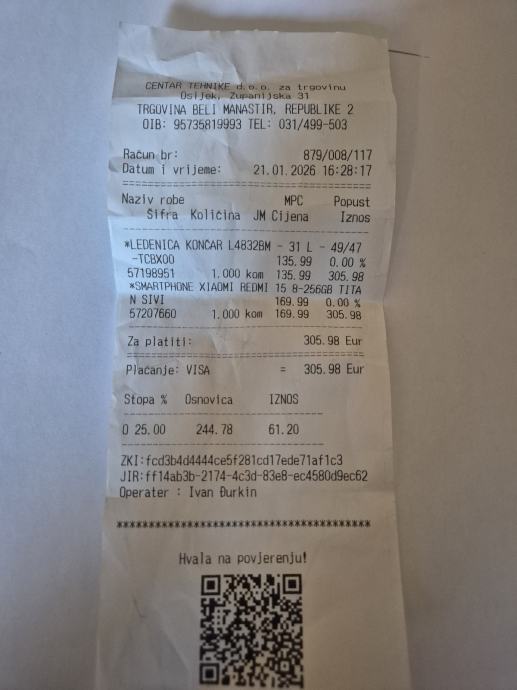 CENTAR TEHNIKE d.o.o. za trgovinu
Osijek, Županijska 31
TRGOVINA BELI MANASTIR, REPUBLIKE 2
OIB: 95735819993 TEL: 031/499-503
Račun br: 879/008/117
Datum i vrijeme: 21.01.2026 16:28:17
Naziv robe MPC Popust
Šifra Količina JM Cijena Iznos
*LEDENICA KONČAR L4832BM - 31 L - 49/47
-TCBX00 135.99 0.00 %
57198951 1.000 kom 135.99 305.98
*SMARTPHONE XIAOMI REDMI 15 8-256GB TITA
N SIVI 169.99 0.00 %
57207660 1.000 kom 169.99 305.98
Za platiti: 305.98 Eur
Plaćanje: VISA = 305.98 Eur
Stopa % Osnovica IZNOS
O 25.00 244.78 61.20
ZKI:fcd3b4d4444ce5f281cd17ede71af1c3
JIR:ff14ab3b-2174-4c3d-83e8-ec4580d9ec62
Operater : Ivan Đurkin
****************************************
Hvala na povjerenju!